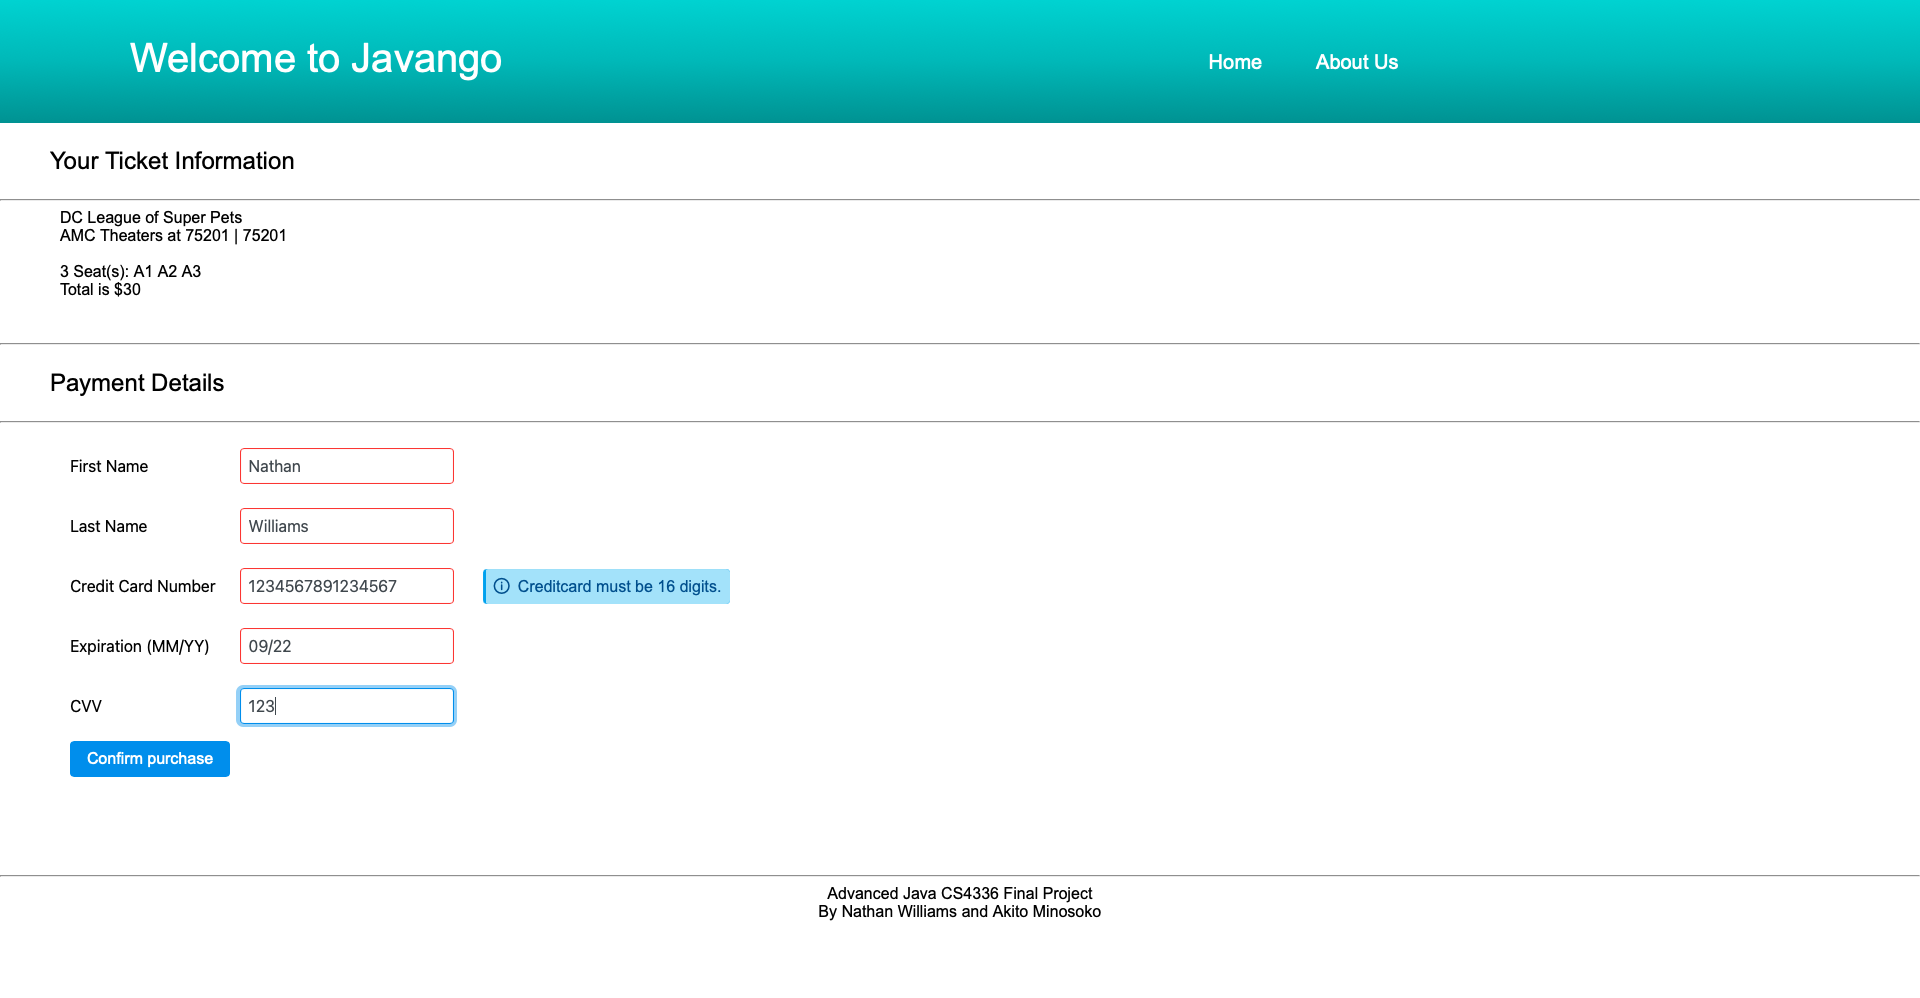 Welcome to Javango
Home About Us
Your Ticket Information
DC League of Super Pets
AMC Theaters at 75201 | 75201
3 Seat(s): A1 A2 A3
Total is $30
Payment Details
First Name Nathan
Last Name Williams
Credit Card Number 1234567891234567 Creditcard must be 16 digits.
Expiration (MM/YY) 09/22
CVV 123
Confirm purchase
Advanced Java CS4336 Final Project
By Nathan Williams and Akito Minosoko